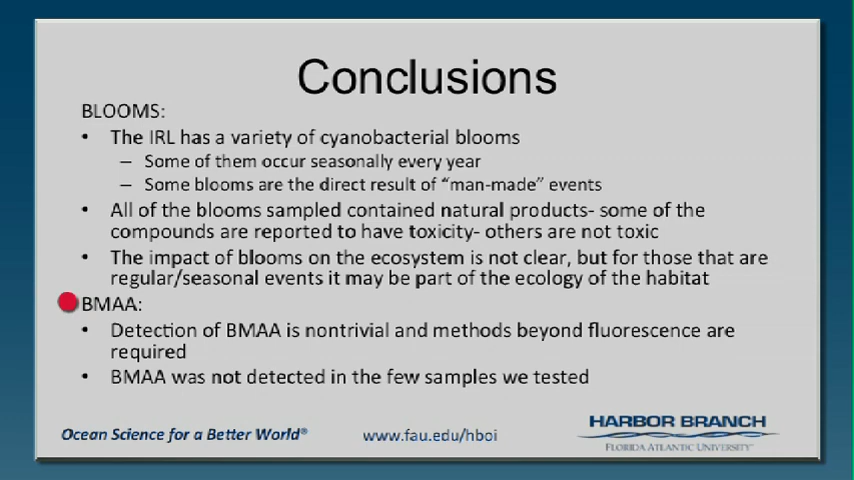 Conclusions
BLOOMS:
• The IRL has a variety of cyanobacterial blooms
– Some of them occur seasonally every year
– Some blooms are the direct result of “man-made” events
• All of the blooms sampled contained natural products- some of the
compounds are reported to have toxicity- others are not toxic
• The impact of blooms on the ecosystem is not clear, but for those that are
regular/seasonal events it may be part of the ecology of the habitat
BMAA:
• Detection of BMAA is nontrivial and methods beyond fluorescence are
required
• BMAA was not detected in the few samples we tested
Ocean Science for a Better World®
www.fau.edu/hboi
HARBOR BRANCH
FLORIDA ATLANTIC UNIVERSITY™